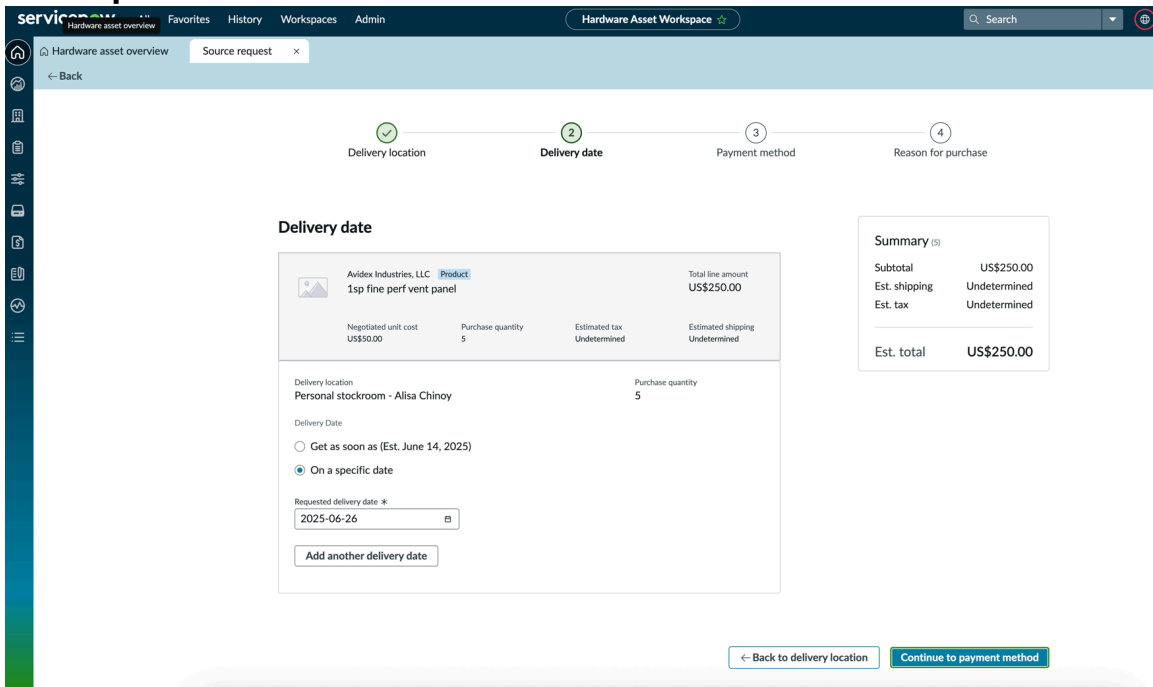 servicenow All Favorites History Workspaces Admin Hardware Asset Workspace ☆ Search
Hardware asset overview
Hardware asset overview Source request ×
← Back
2 3 4
Delivery location Delivery date Payment method Reason for purchase
Delivery date
Avidex Industries, LLC Product Total line amount
1sp fine perf vent panel US$250.00
Negotiated unit cost Purchase quantity Estimated tax Estimated shipping
US$50.00 5 Undetermined Undetermined
Delivery location Purchase quantity
Personal stockroom - Alisa Chinoy 5
Delivery Date
Get as soon as (Est. June 14, 2025)
On a specific date
Requested delivery date *
2025-06-26
Add another delivery date
Summary (5)
Subtotal US$250.00
Est. shipping Undetermined
Est. tax Undetermined
Est. total US$250.00
← Back to delivery location Continue to payment method